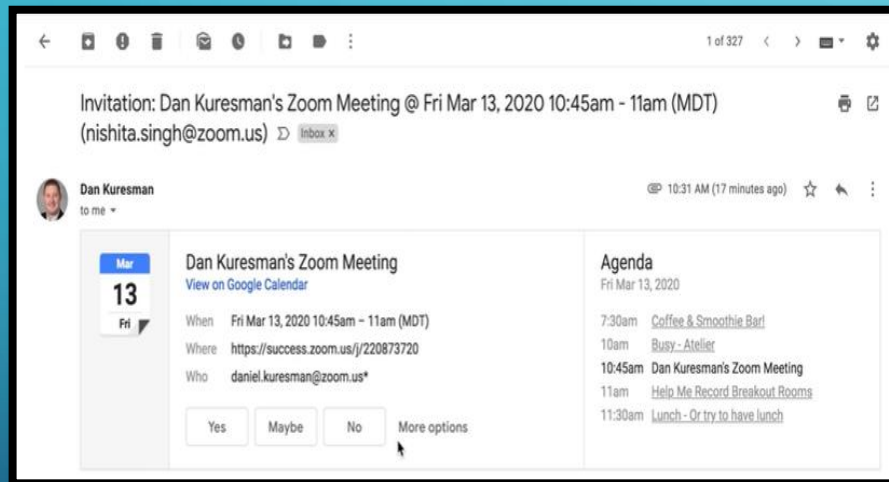 1 of 327
Invitation: Dan Kuresman's Zoom Meeting @ Fri Mar 13, 2020 10:45am - 11am (MDT)
(nishita.singh@zoom.us) Inbox x
Dan Kuresman
10:31 AM (17 minutes ago)
to me
Mar
13
Fri
Dan Kuresman's Zoom Meeting
View on Google Calendar
When Fri Mar 13, 2020 10:45am – 11am (MDT)
Where https://success.zoom.us/j/220873720
Who daniel.kuresman@zoom.us*
Yes Maybe No More options
Agenda
Fri Mar 13, 2020
7:30am Coffee & Smoothie Bar!
10am Busy - Atelier
10:45am Dan Kuresman's Zoom Meeting
11am Help Me Record Breakout Rooms
11:30am Lunch - Or try to have lunch